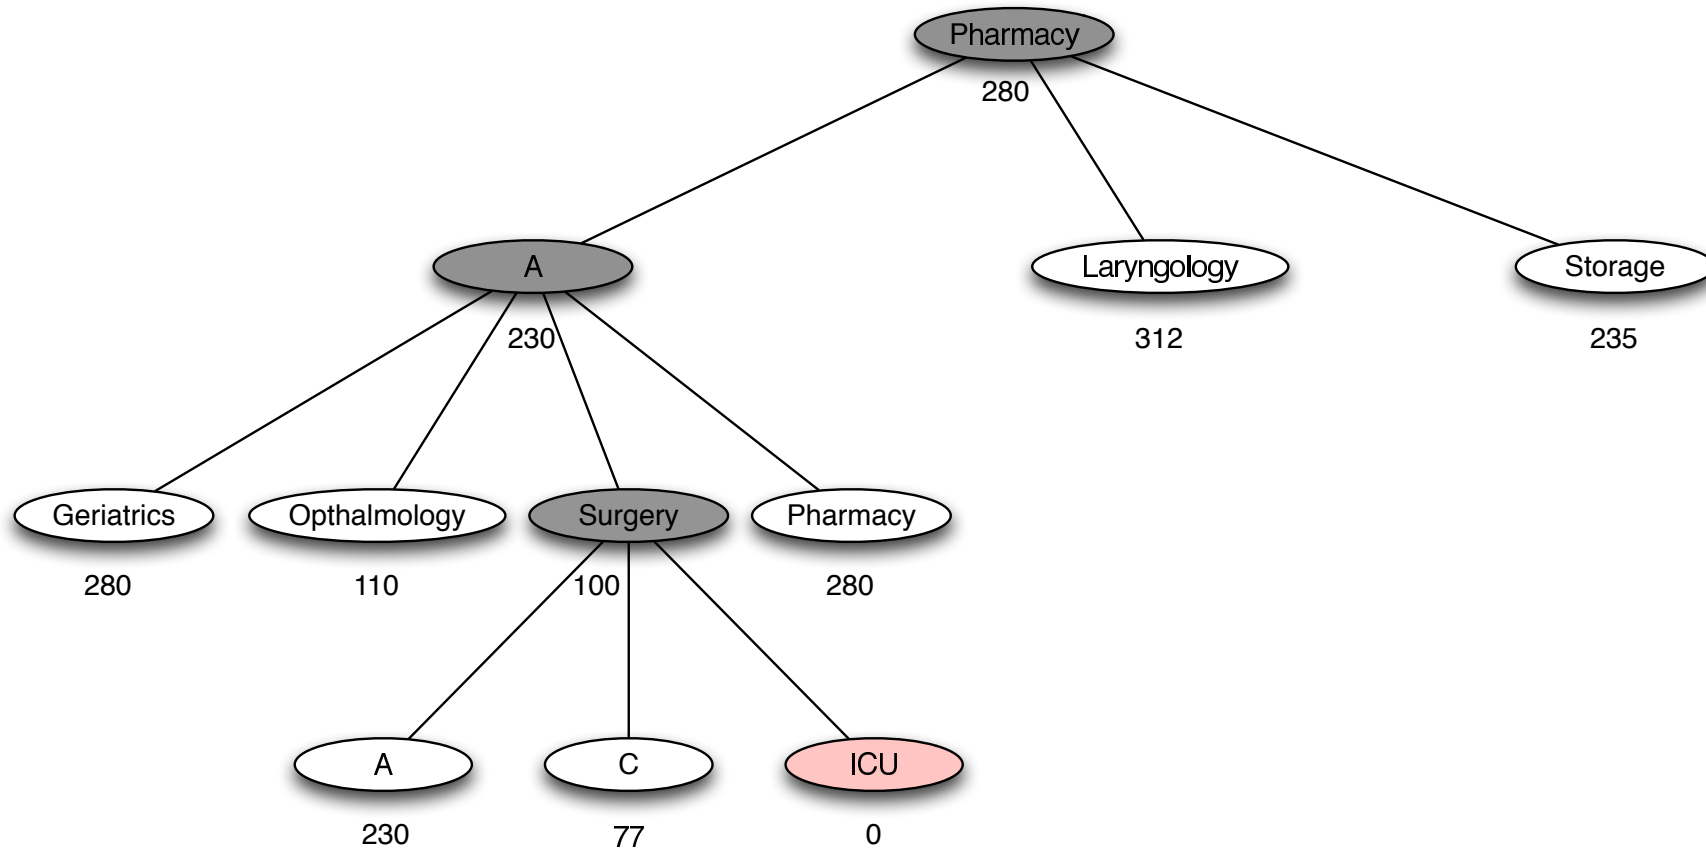 Pharmacy
280
A
Laryngology
Storage
230
312
235
Geriatrics
Opthalmology
Surgery
Pharmacy
280
110
100
280
A
C
ICU
230
77
0